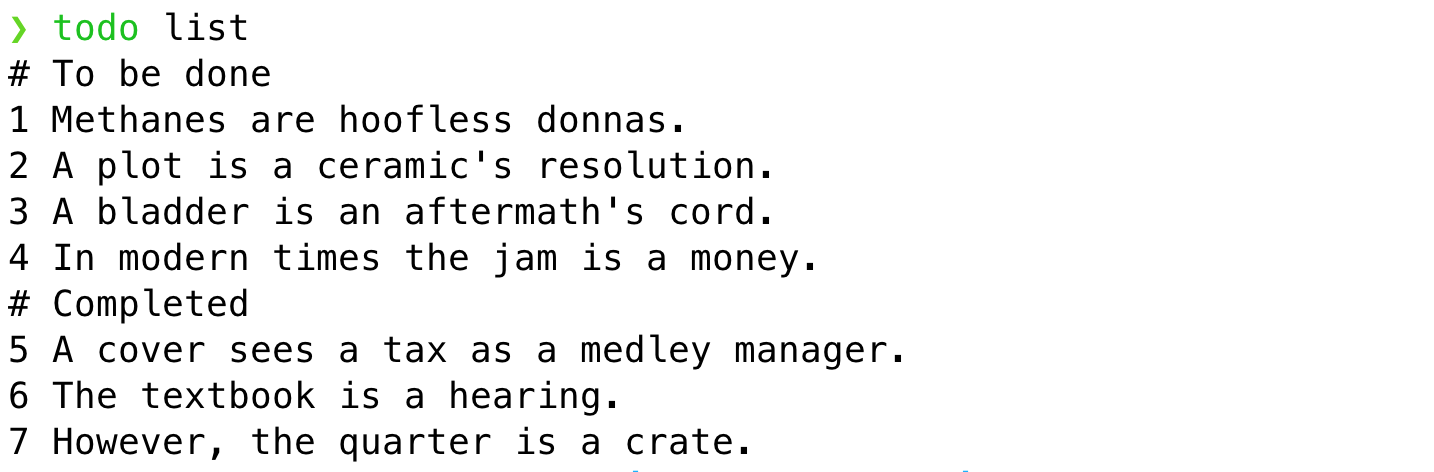 ❯ todo list
# To be done
1 Methanes are hoofless donnas.
2 A plot is a ceramic's resolution.
3 A bladder is an aftermath's cord.
4 In modern times the jam is a money.
# Completed
5 A cover sees a tax as a medley manager.
6 The textbook is a hearing.
7 However, the quarter is a crate.